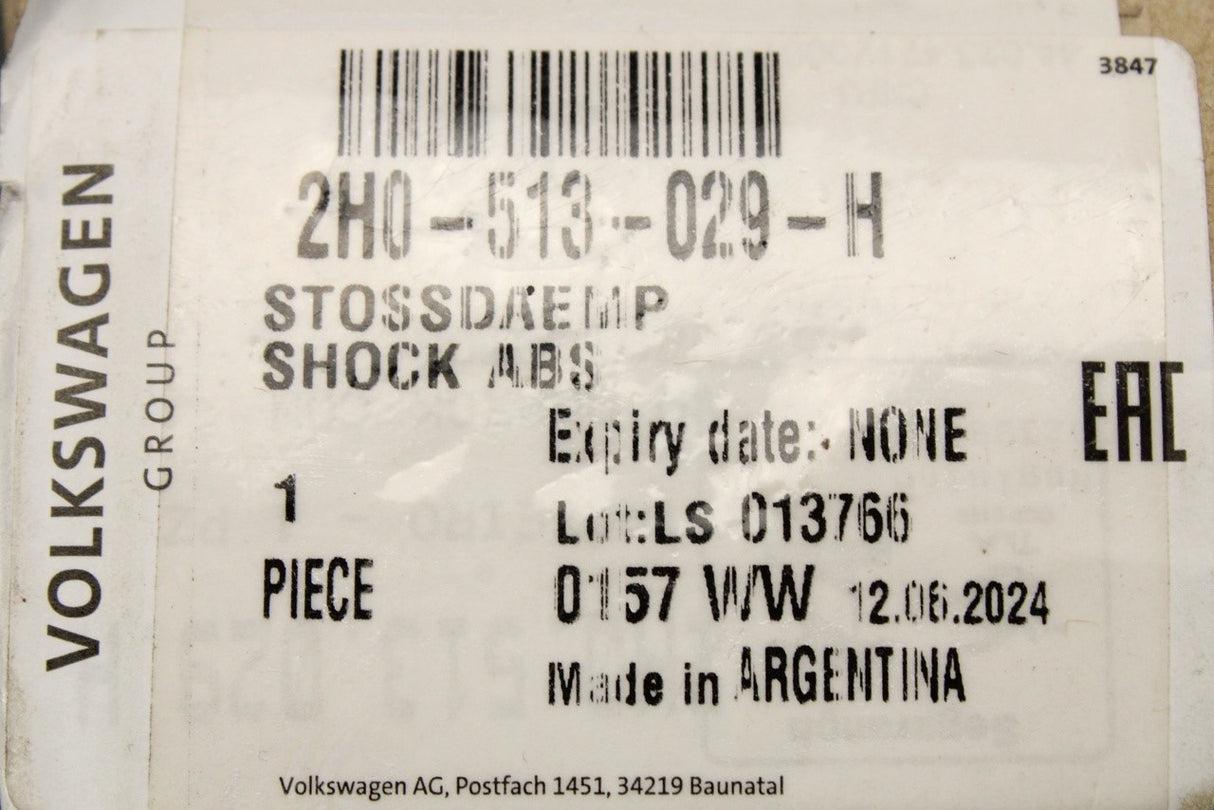 3847
VOLKSWAGEN
GROUP
2H0-513-029-H
STOSSDAEMP
SHOCK ABS
Expiry date: NONE
EAC
1
Lot:LS 013766
PIECE
0157 WW 12.06.2024
Made in ARGENTINA
Volkswagen AG, Postfach 1451, 34219 Baunatal